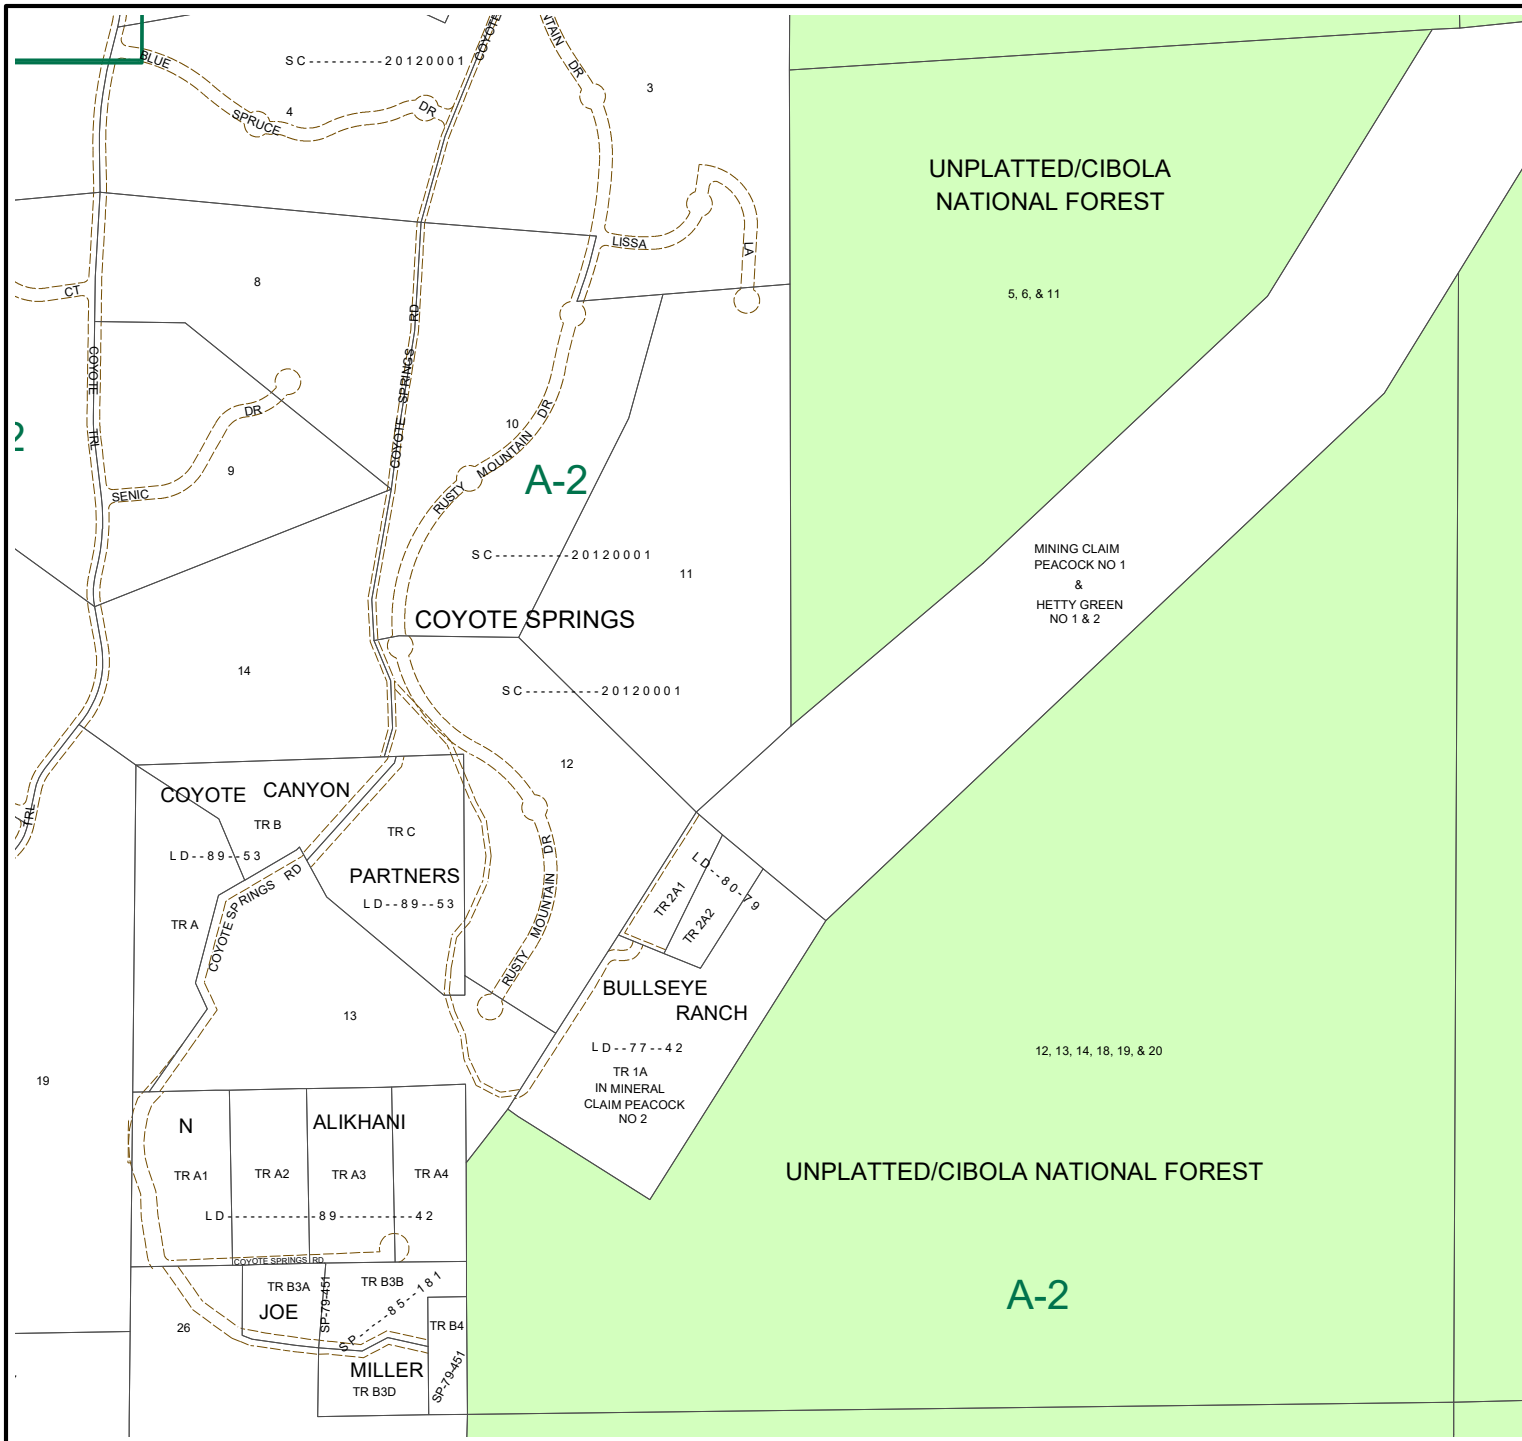 BLUE
SPRUCE
DR
SC----------20120001
4
COYOTE
NTAIN
DR
3
UNPLATTED/CIBOLA
NATIONAL FOREST
5, 6, & 11
LISSA
LA
8
CT
COYOTE
TRL
COYOTE SPRINGS RD
2
SENIC
DR
9
10
RUSTY
MOUNTAIN
DR
A-2
SC----------20120001
11
COYOTE SPRINGS
SC----------20120001
MINING CLAIM
PEACOCK NO 1
&
HETTY GREEN
NO 1 & 2
14
12
TRL
COYOTE CANYON
TR B
TR C
LD--89--53
PARTNERS
LD--89--53
TR A
COYOTE SPRINGS RD
RUSTY
MOUNTAIN
DR
LD--80-79
TR 2A1
TR 2A2
BULLSEYE
RANCH
LD--77--42
TR 1A
IN MINERAL
CLAIM PEACOCK
NO 2
13
19
12, 13, 14, 18, 19, & 20
N ALIKHANI
TR A1
TR A2
TR A3
TR A4
LD-----------89----------42
UNPLATTED/CIBOLA NATIONAL FOREST
A-2
COYOTE SPRINGS RD
TR B3A
JOE
SP-79-451
TR B3B
SP------85--181
26
TR B4
SP-79-451
MILLER
TR B3D